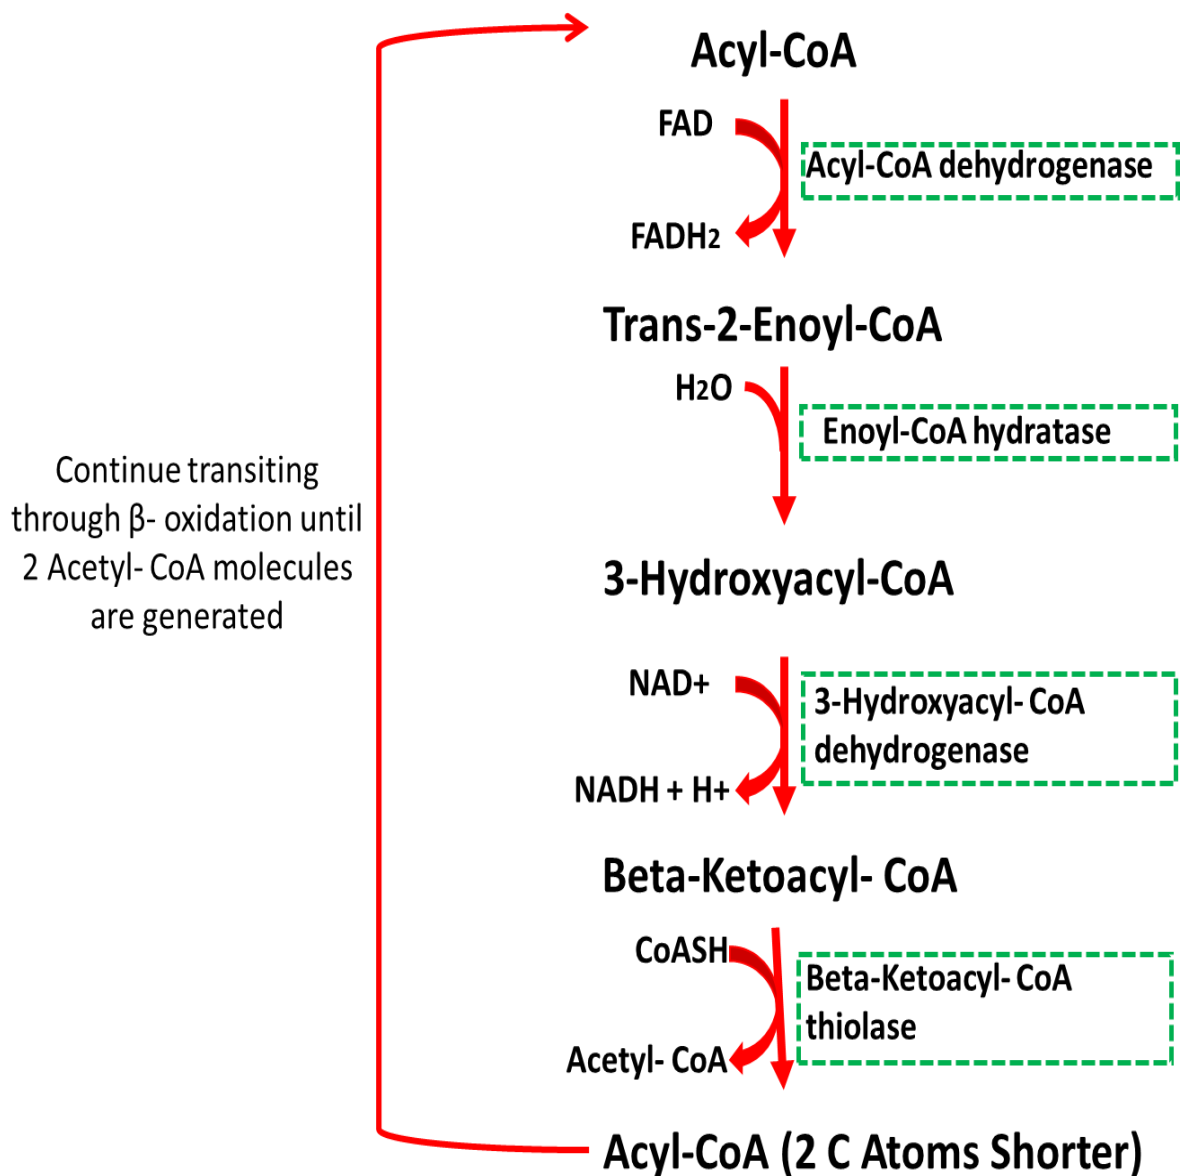 Acyl-CoA
FAD
Acyl-CoA dehydrogenase
FADH2
Trans-2-Enoyl-CoA
H2O
Enoyl-CoA hydratase
Continue transiting
through β- oxidation until
2 Acetyl- CoA molecules
are generated
3-Hydroxyacyl-CoA
NAD+
3-Hydroxyacyl- CoA
dehydrogenase
NADH + H+
Beta-Ketoacyl- CoA
CoASH
Beta-Ketoacyl- CoA
thiolase
Acetyl- CoA
Acyl-CoA (2 C Atoms Shorter)